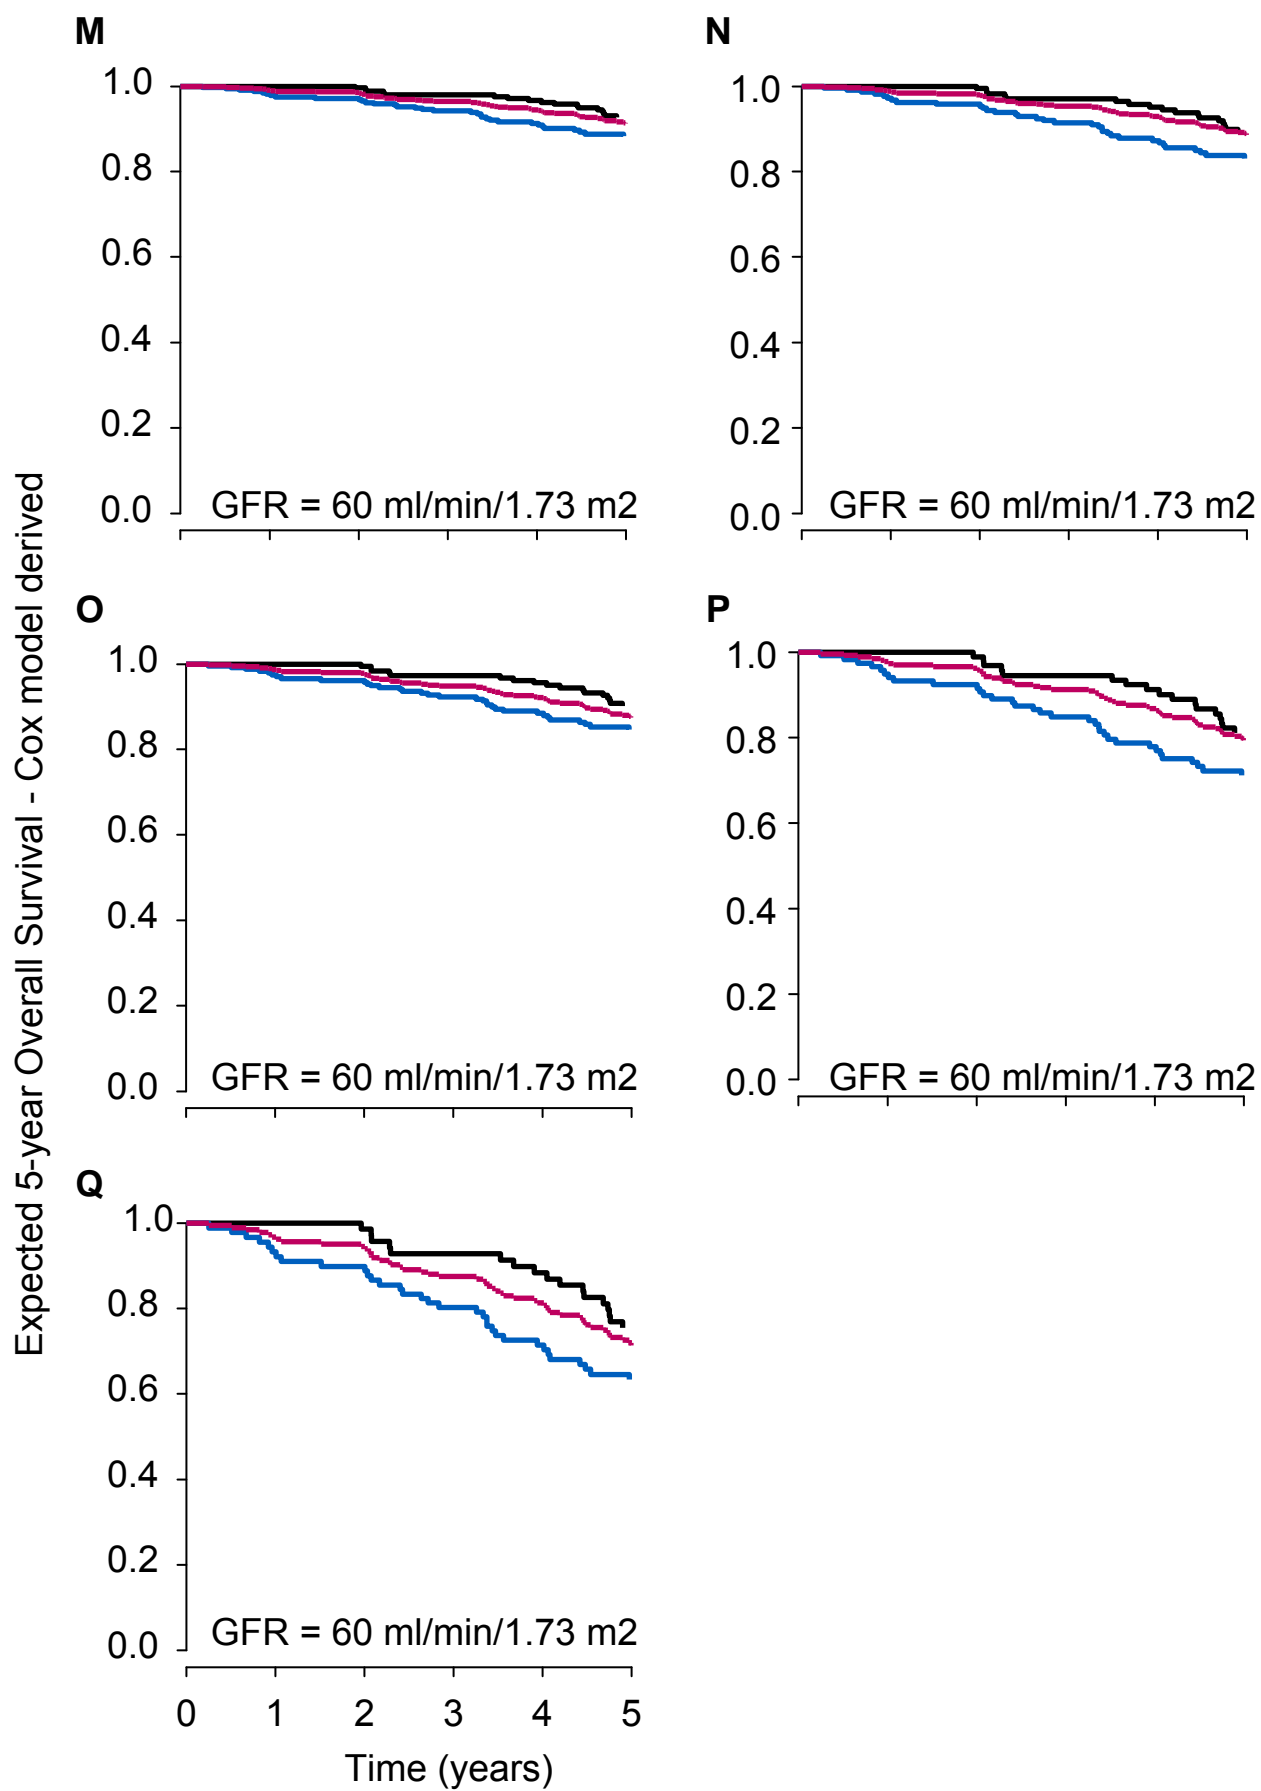 M
1.0
0.8
0.6
0.4
0.2
0.0
GFR = 60 ml/min/1.73 m2
N
1.0
0.8
0.6
0.4
0.2
0.0
GFR = 60 ml/min/1.73 m2
Expected 5-year Overall Survival - Cox model derived
O
1.0
0.8
0.6
0.4
0.2
0.0
GFR = 60 ml/min/1.73 m2
P
1.0
0.8
0.6
0.4
0.2
0.0
GFR = 60 ml/min/1.73 m2
Q
1.0
0.8
0.6
0.4
0.2
0.0
GFR = 60 ml/min/1.73 m2
0 1 2 3 4 5
Time (years)